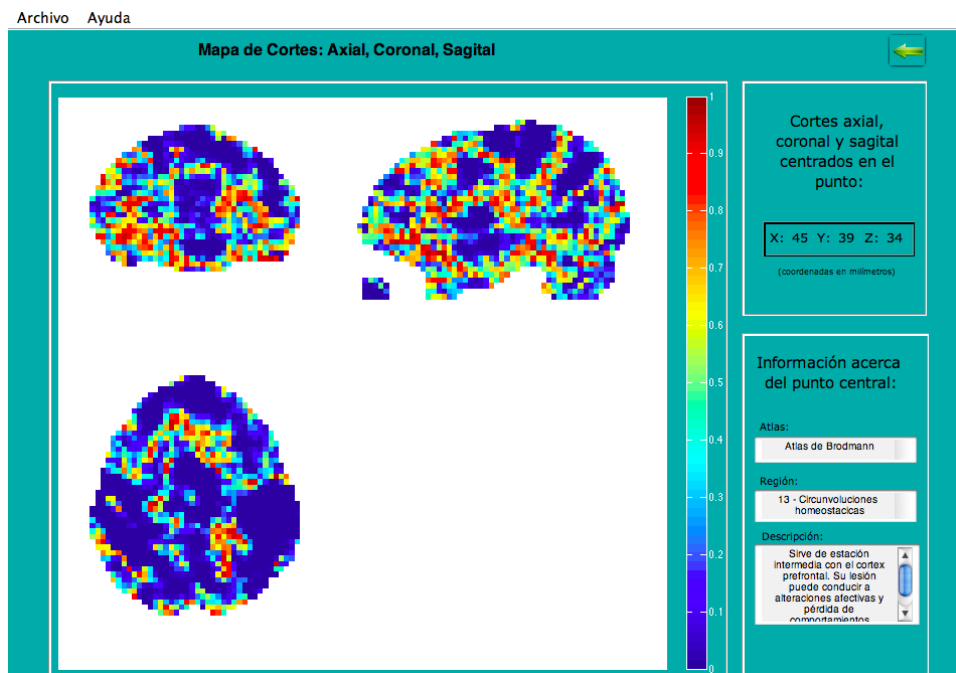 Archivo Ayuda
Mapa de Cortes: Axial, Coronal, Sagital
1
0.9
0.8
0.7
0.6
0.5
0.4
0.3
0.2
0.1
0
Cortes axial,
coronal y sagital
centrados en el
punto:
X: 45 Y: 39 Z: 34
(coordenadas en milímetros)
Información acerca
del punto central:
Atlas:
Atlas de Brodmann
Región:
13 - Circunvoluciones
homeostacicas
Descripción:
Sirve de estación
intermedia con el cortex
prefrontal. Su lesión
puede conducir a
alteraciones afectivas y
pérdida de
comportamientos